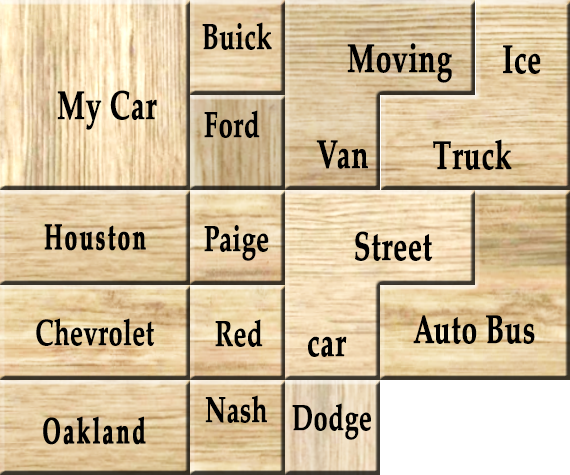 My Car
Buick
Ford
Moving
Van
Ice
Truck
Houston
Paige
Street
car
Chevrolet
Red
Auto Bus
Oakland
Nash
Dodge